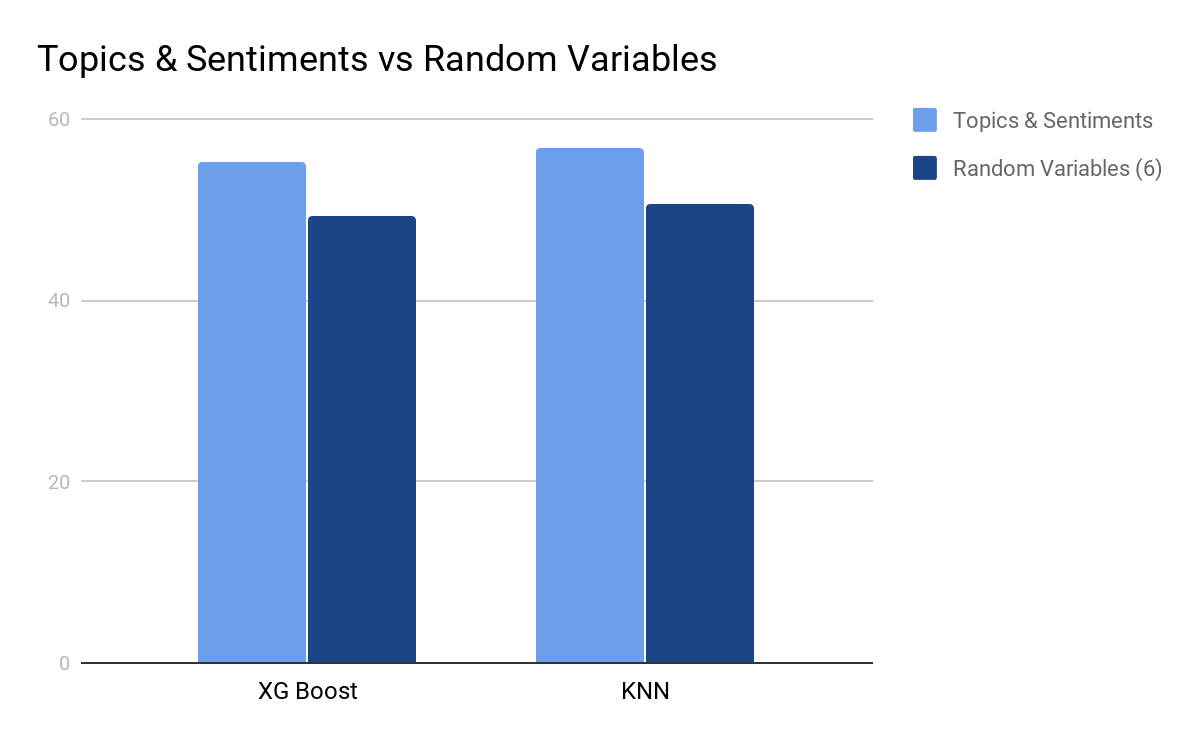 Topics & Sentiments vs Random Variables
60
40
20
0
XG Boost
KNN
Topics & Sentiments
Random Variables (6)